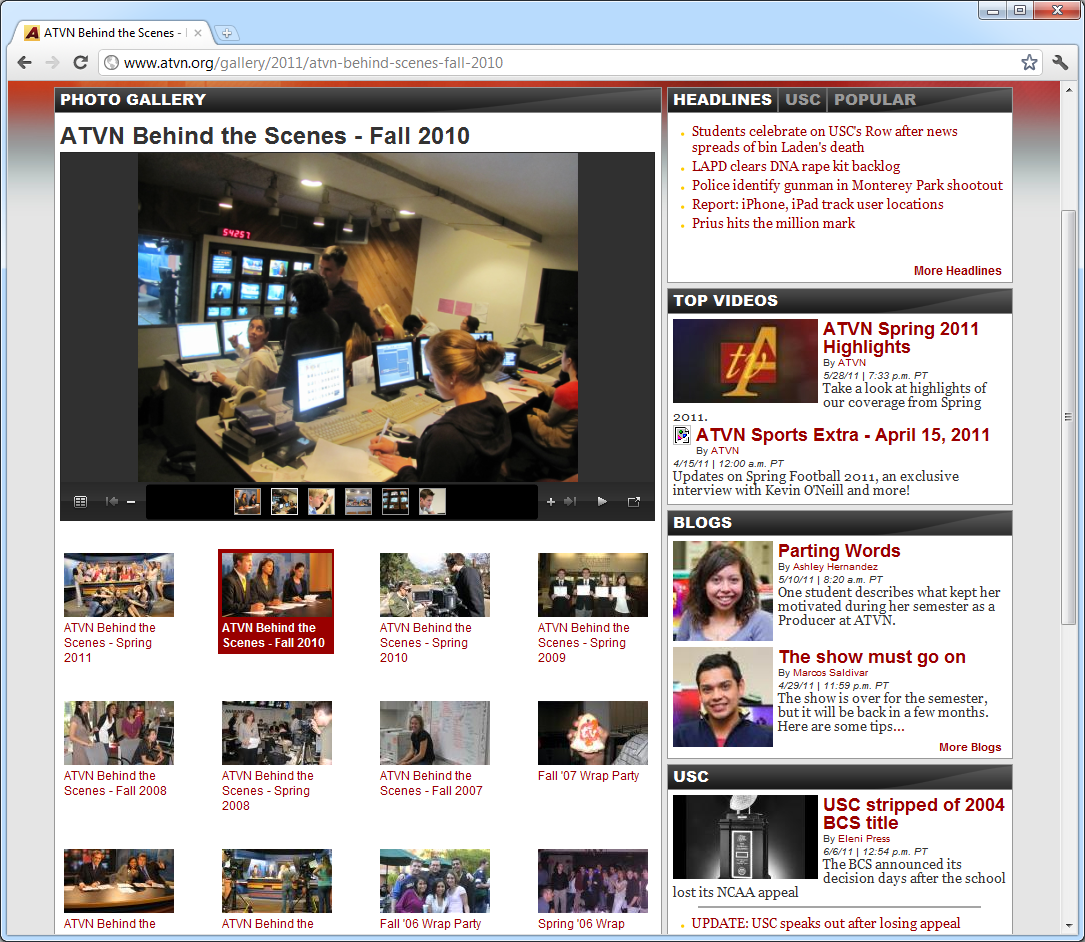 ATVN Behind the Scenes -
www.atvn.org/gallery/2011/atvn-behind-scenes-fall-2010
PHOTO GALLERY
ATVN Behind the Scenes - Fall 2010
54257
ATVN Behind the
Scenes - Spring
2011
ATVN Behind the
Scenes - Fall 2010
ATVN Behind the
Scenes - Spring
2010
ATVN Behind the
Scenes - Spring
2009
ATVN Behind the
Scenes - Fall 2008
ATVN Behind the
Scenes - Spring
2008
ATVN Behind the
Scenes - Fall 2007
Fall '07 Wrap Party
ATVN Behind the
ATVN Behind the
Fall '06 Wrap Party
Spring '06 Wrap
HEADLINES USC POPULAR
Students celebrate on USC's Row after news
spreads of bin Laden's death
LAPD clears DNA rape kit backlog
Police identify gunman in Monterey Park shootout
Report: iPhone, iPad track user locations
Prius hits the million mark
More Headlines
TOP VIDEOS
tv
ATVN Spring 2011
Highlights
By ATVN
5/28/11 | 7:33 p.m. PT
Take a look at highlights of
our coverage from Spring
2011.
ATVN Sports Extra - April 15, 2011
By ATVN
4/15/11 | 12:00 a.m. PT
Updates on Spring Football 2011, an exclusive
interview with Kevin O'Neill and more!
BLOGS
Parting Words
By Ashley Hernandez
5/10/11 | 8:20 a.m. PT
One student describes what kept her
motivated during her semester as a
Producer at ATVN.
The show must go on
By Marcos Saldivar
4/29/11 | 11:59 p.m. PT
The show is over for the semester,
but it will be back in a few months.
Here are some tips...
More Blogs
USC
USC stripped of 2004
BCS title
By Eleni Press
6/6/11 | 12:54 p.m. PT
The BCS announced its
decision days after the school
lost its NCAA appeal
UPDATE: USC speaks out after losing appeal